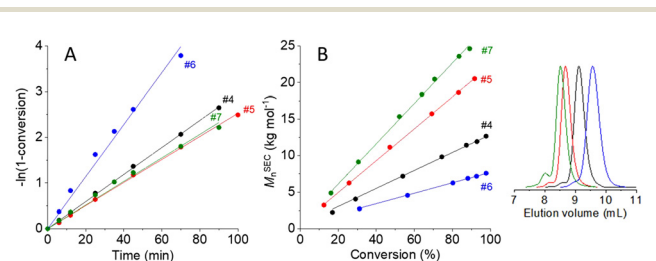 A
-ln(1-conversion)
4
3
2
1
0
#6
#4
#7
#5
0 20 40 60 80 100
Time (min)
B
MnSEC (kg mol-1)
25
20
15
10
5
0
#7
#5
#4
#6
0 20 40 60 80 100
Conversion (%)
7 8 9 10 11
Elution volume (mL)